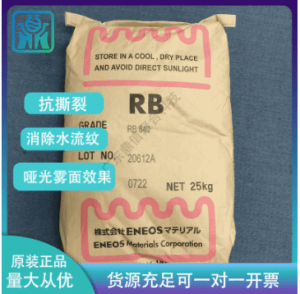 STORE IN A COOL, DRY PLACE
AND AVOID DIRECT SUNLIGHT
RB
GRADE
RB 840
LOT NO.
20612A
0722
NET 25kg
株式会社ENEOSマテリアル
ENEOS Materials Corporation
抗撕裂
消除水流纹
哑光雾面效果
原装正品
量大从优
货源充足可一对一开票